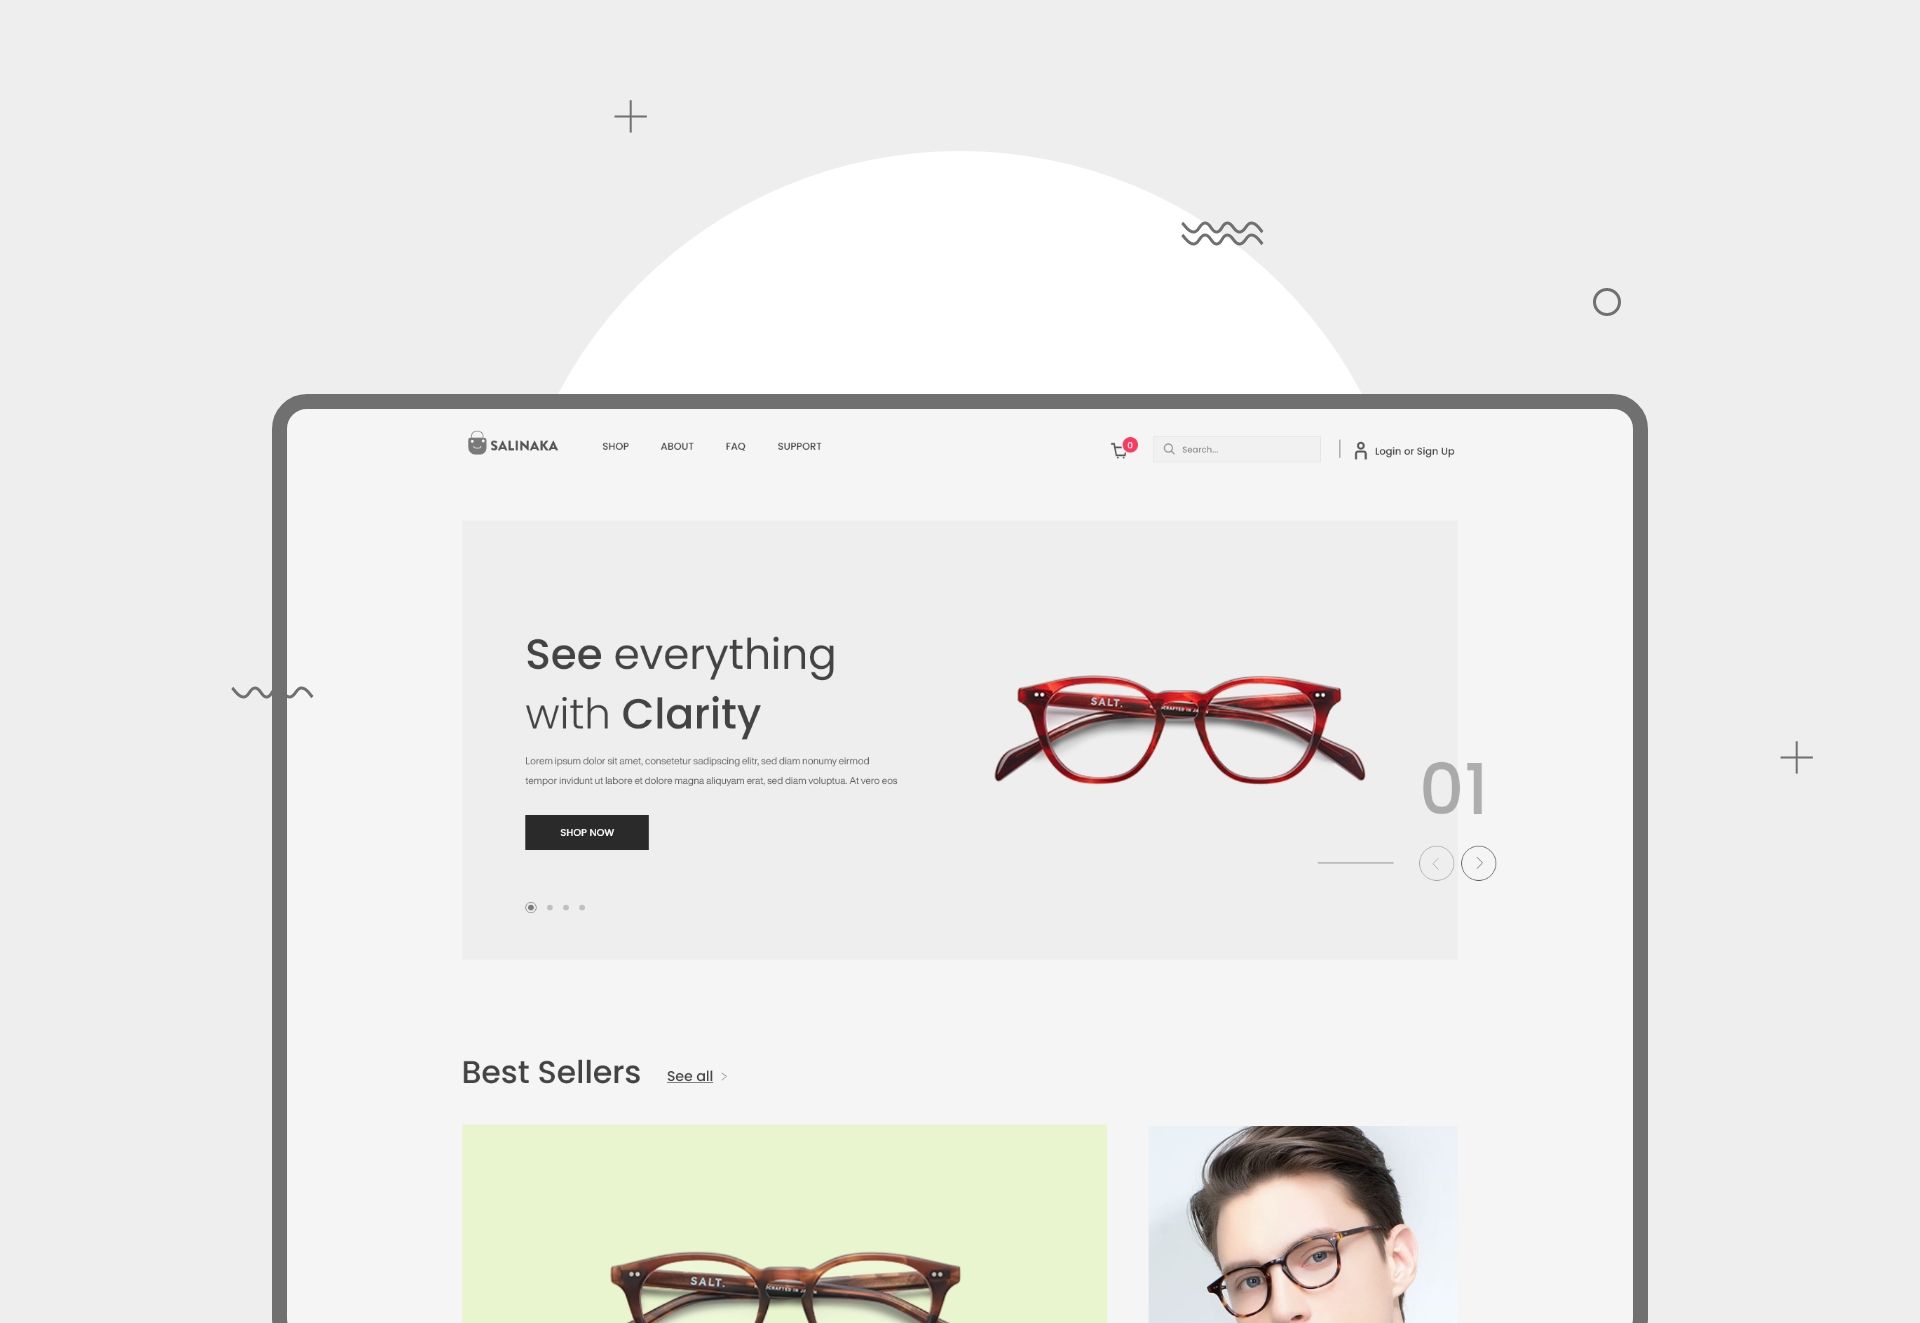 SALINAKA SHOP ABOUT FAQ SUPPORT 0 Search... Login or Sign Up
See everything
with Clarity
Lorem ipsum dolor sit amet, consetetur sadipscing elitr, sed diam nonumy eirmod
tempor invidunt ut labore et dolore magna aliquyam erat, sed diam voluptua. At vero eos
SHOP NOW
SALT.
01
Best Sellers See all
SALT.